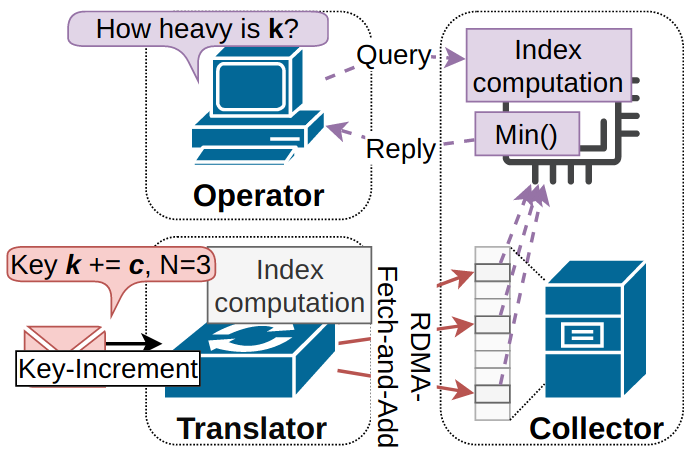 How heavy is k?
Query
Index
computation
Min()
Reply
Operator
Key k += c, N=3
Index
computation
Key-Increment
Translator
RDMA-
Fetch-and-Add
Collector